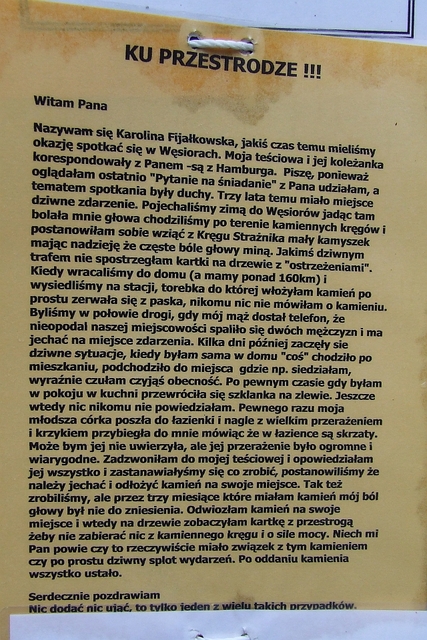 KU PRZESTRODZE !!!
Witam Pana
Nazywam się Karolina Fijałkowska, jakiś czas temu mieliśmy
okazję spotkać się w Węsiorach. Moja teściowa i jej koleżanka
korespondowały z Panem -są z Hamburga. Piszę, ponieważ
oglądałam ostatnio "Pytanie na śniadanie" z Pana udziałam, a
tematem spotkania były duchy. Trzy lata temu miało miejsce
dziwne zdarzenie. Pojechaliśmy zimą do Węsiorów jadąc tam
bolała mnie głowa chodziliśmy po terenie kamiennych kręgów i
postanowiłam sobie wziąć z Kręgu Strażnika mały kamyszek
mając nadzieję że częste bóle głowy miną. Jakimś dziwnym
trafem nie spostrzegłam kartki na drzewie z "ostrzeżeniami".
Kiedy wracaliśmy do domu (a mamy ponad 160km) i
wysiedliśmy na stacji, torebka do której włożyłam kamień po
prostu zerwała się z paska, nikomu nic nie mówiłam o kamieniu.
Byliśmy w połowie drogi, gdy mój mąż dostał telefon, że
nieopodal naszej miejscowości spaliło się dwóch mężczyzn i ma
jechać na miejsce zdarzenia. Kilka dni później zaczęły sie
dziwne sytuacje, kiedy byłam sama w domu "coś" chodziło po
mieszkaniu, podchodziło do miejsca gdzie np. siedziałam,
wyraźnie czułam czyjąś obecność. Po pewnym czasie gdy byłam
w pokoju w kuchni przewróciła się szklanka na zlewie. Jeszcze
wtedy nic nikomu nie powiedziałam. Pewnego razu moja
młodsza córka poszła do łazienki i nagle z wielkim przerażeniem
i krzykiem przybiegła do mnie mówiąc że w łazence są skrzaty.
Może bym jej nie uwierzyła, ale jej przerażenie było ogromne i
wiarygodne. Zadzwoniłam do mojej teściowej i opowiedziałam
jej wszystko i zastanawiałyśmy się co zrobić, postanowiliśmy że
należy jechać i odłożyć kamień na swoje miejsce. Tak też
zrobiliśmy, ale przez trzy miesiące które miałam kamień mój ból
głowy był nie do zniesienia. Odwiozłam kamień na swoje
miejsce i wtedy na drzewie zobaczyłam kartkę z przestrogą
żeby nie zabierać nic z kamiennego kręgu i o sile mocy. Niech mi
Pan powie czy to rzeczywiście miało związek z tym kamieniem
czy po prostu dziwny splot wydarzeń. Po oddaniu kamienia
wszystko ustało.
Serdecznie pozdrawiam
Nic dodać nic ująć, to tylko jeden z wielu takich przypadków.